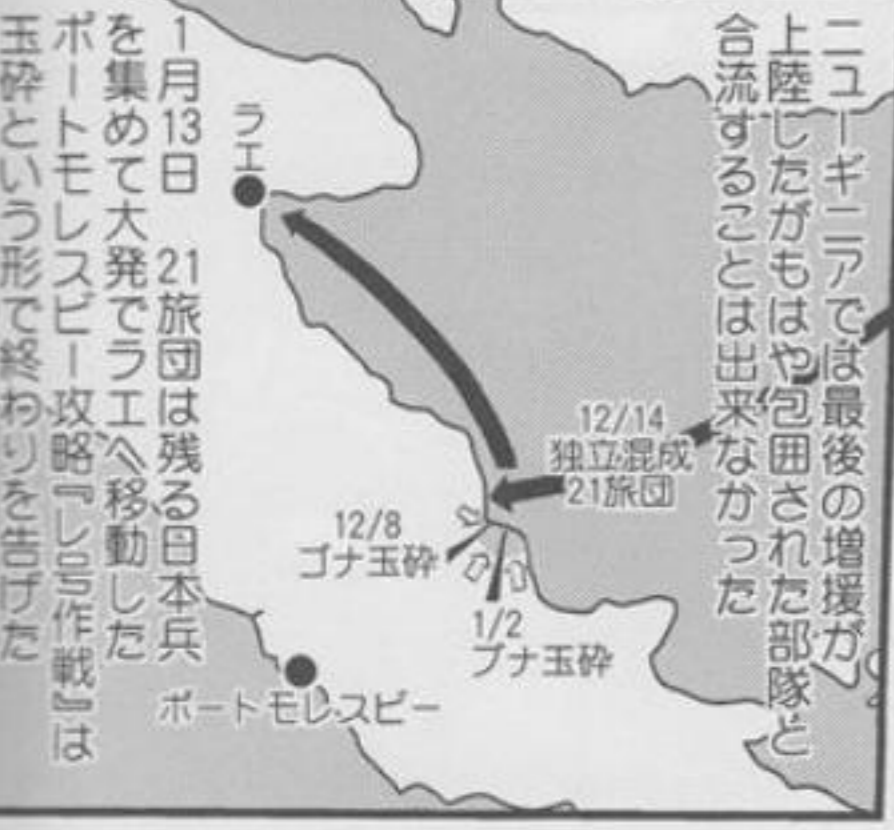 ニューギニアでは最後の増援が
上陸したがもはや包囲された部隊と
合流することは出来なかった
12/14
独立混成
21旅団
ラエ
12/8
ゴナ玉砕
1/2
ブナ玉砕
ポートモレスビー
1月13日 21旅団は残る日本兵
を集めて大発でラエへ移動した
ポートモレスビー攻略『レ号作戦』は
玉砕という形で終わりを告げた